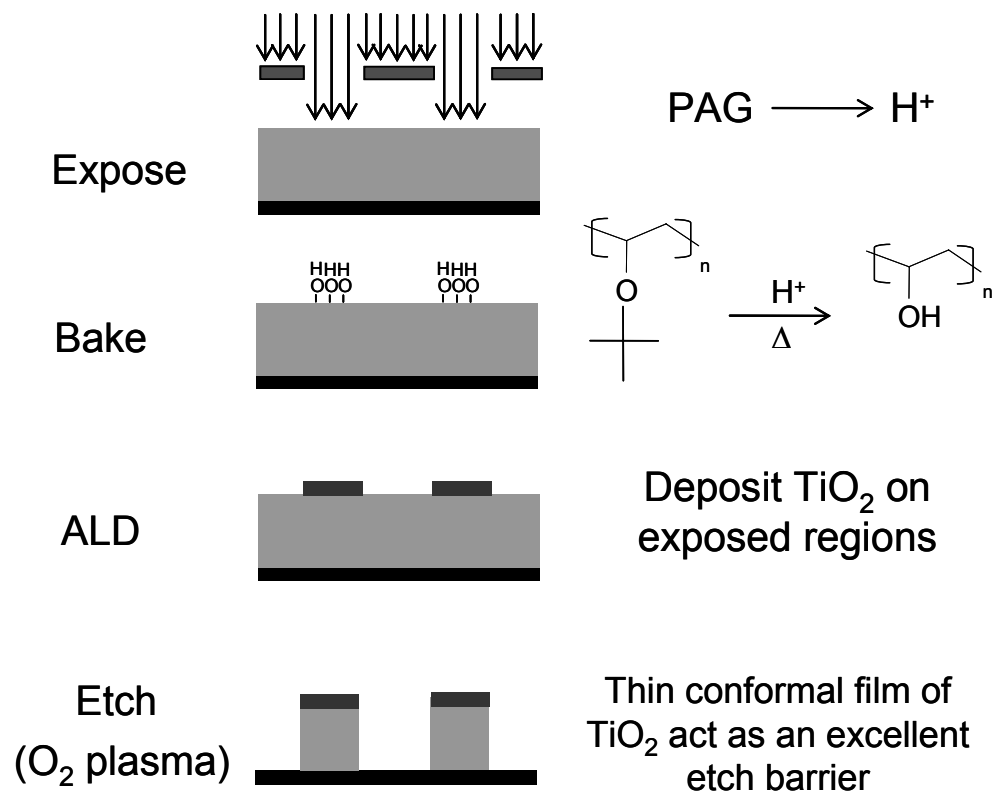 PAG → H⁺
Expose
HHH HHH
OOO OOO
n
O
H⁺
Δ
OH
n
Bake
Deposit TiO₂ on
exposed regions
ALD
Etch
(O₂ plasma)
Thin conformal film of
TiO₂ act as an excellent
etch barrier